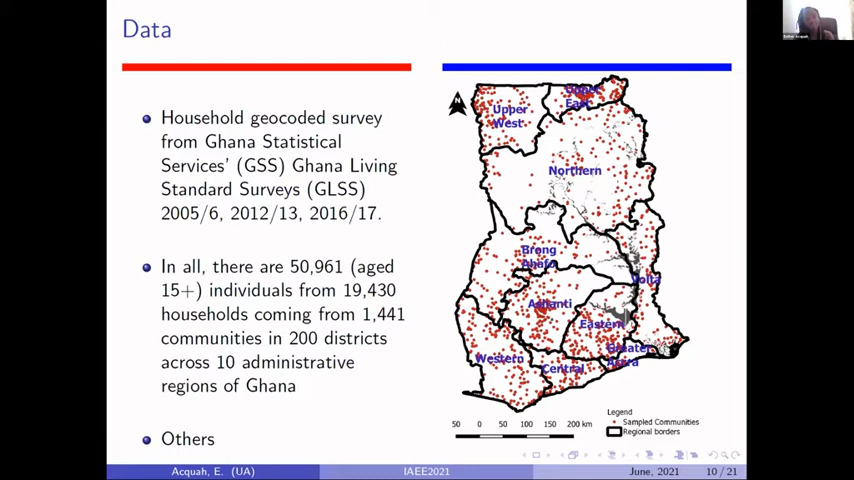 Data
Household geocoded survey
from Ghana Statistical
Services' (GSS) Ghana Living
Standard Surveys (GLSS)
2005/6, 2012/13, 2016/17.
In all, there are 50,961 (aged
15+) individuals from 19,430
households coming from 1,441
communities in 200 districts
across 10 administrative
regions of Ghana
Others
N
Upper
West
Upper
East
Northern
Brong
Ahafo
Volta
Ashanti
Eastern
Greater
Accra
Western
Central
50 0 50 100 150 200 km
Legend
Sampled Communities
Regional borders
Acquah, E. (UA)
IAEE2021
June, 2021
10 / 21
Esther Acquah